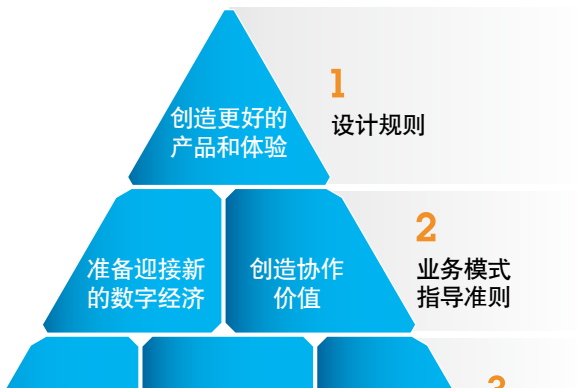 创造更好的
产品和体验
1
设计规则
准备迎接新
的数字经济
创造协作
价值
2
业务模式
指导准则
3